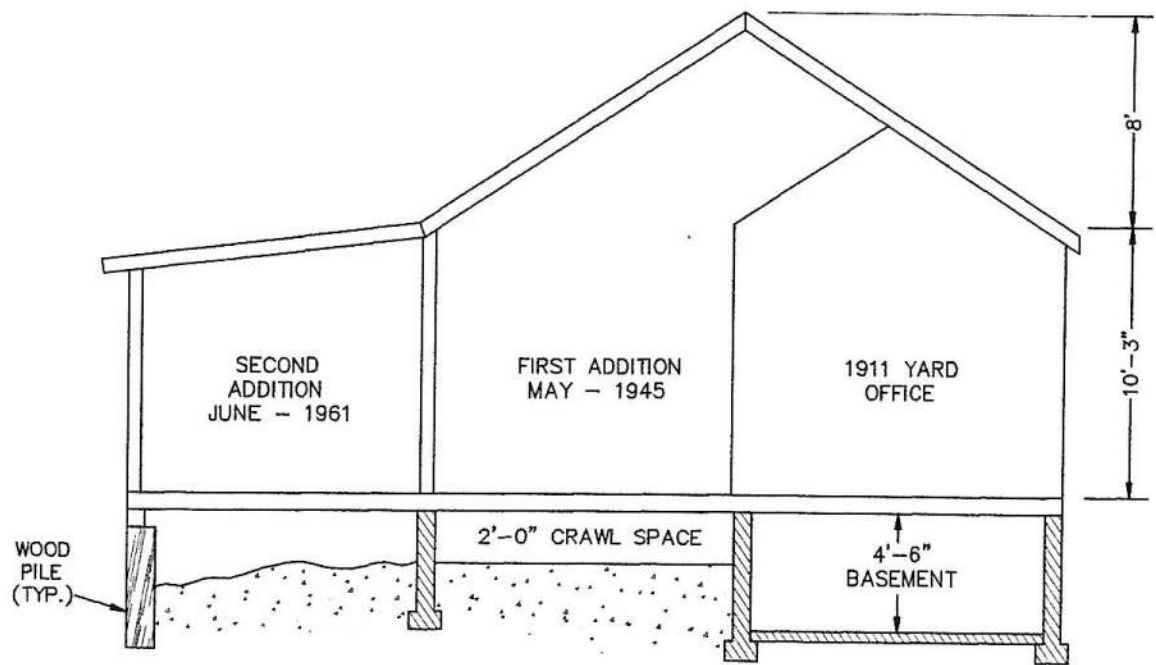 8'
SECOND
ADDITION
JUNE – 1961
FIRST ADDITION
MAY – 1945
1911 YARD
OFFICE
10'-3"
WOOD
PILE
(TYP.)
2'-0" CRAWL SPACE
4'-6"
BASEMENT